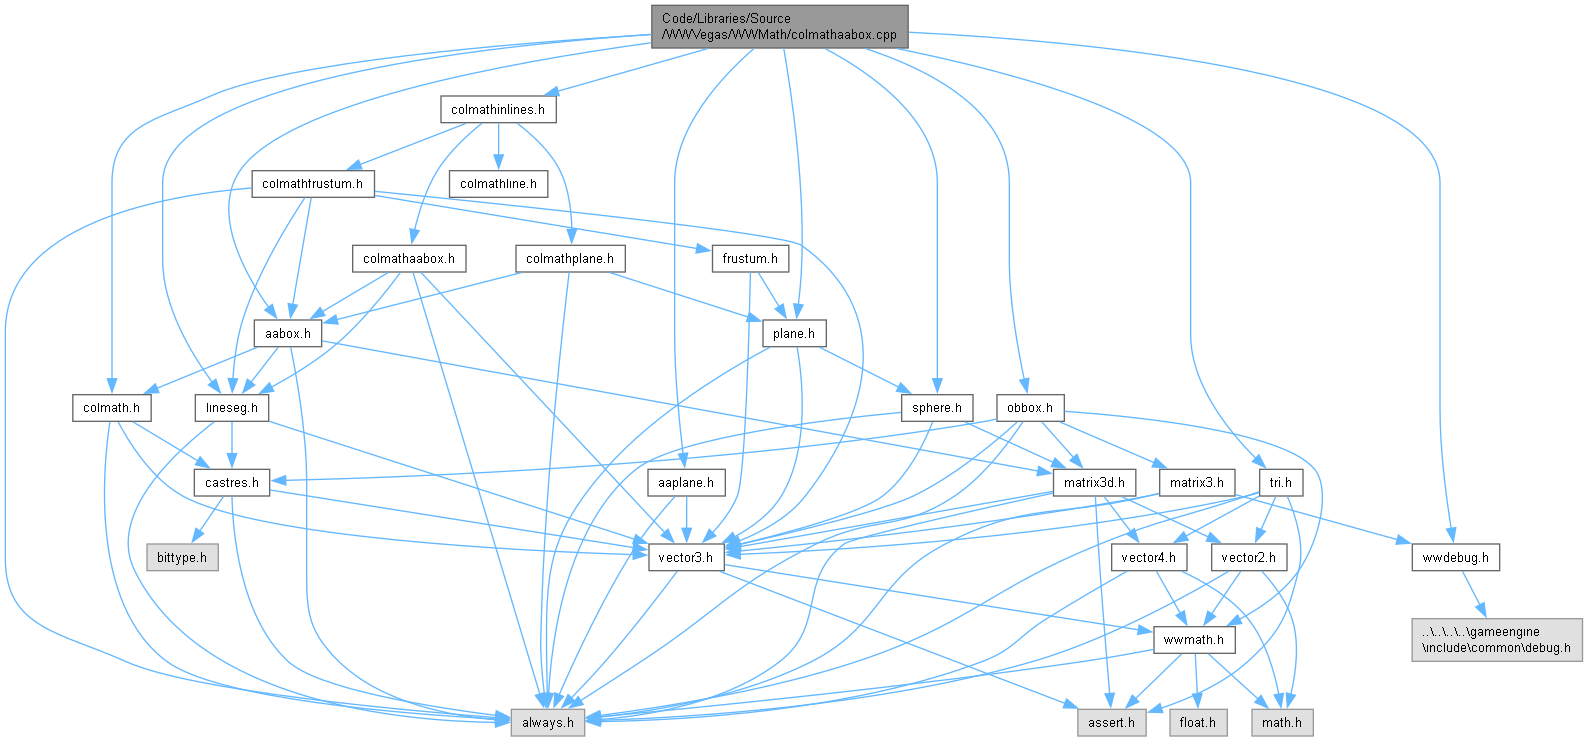 Code/Libraries/Source
/WWVegas/WWMath/colmathaabox.cpp
colmathinlines.h
colmathfrustum.h
colmathline.h
colmathaabox.h
colmathplane.h
frustum.h
aabox.h
plane.h
colmath.h
lineseg.h
sphere.h
obbox.h
castres.h
aaplane.h
matrix3d.h
matrix3.h
tri.h
bittype.h
vector3.h
vector4.h
vector2.h
wwdebug.h
wwmath.h
..\..\..\..\gameengine
\include\common\debug.h
always.h
assert.h
float.h
math.h